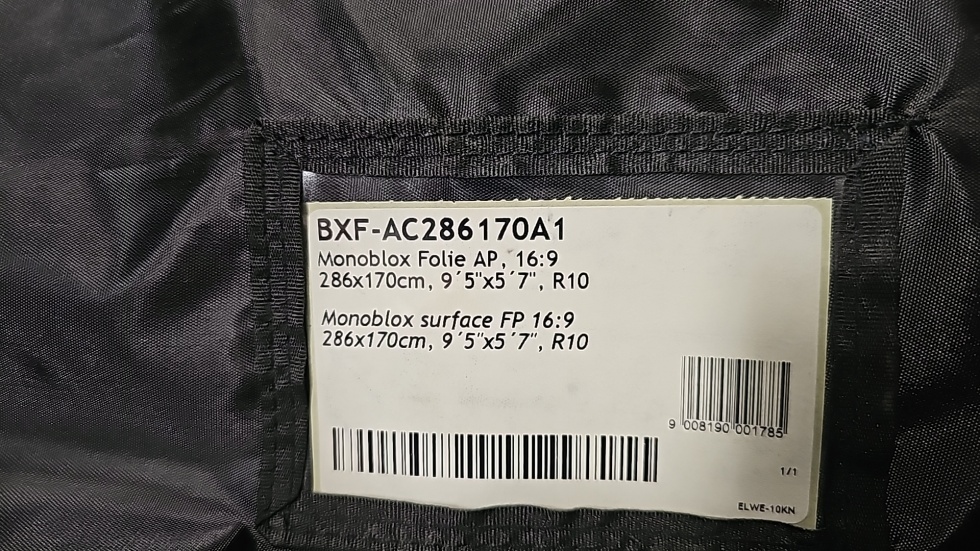 BXF-AC286170A1
Monoblox Folie AP, 16:9
286x170cm, 9´5"x5´7", R10
Monoblox surface FP 16:9
286x170cm, 9´5"x5´7", R10
9 008190 001785
1/1
ELWE-10KN